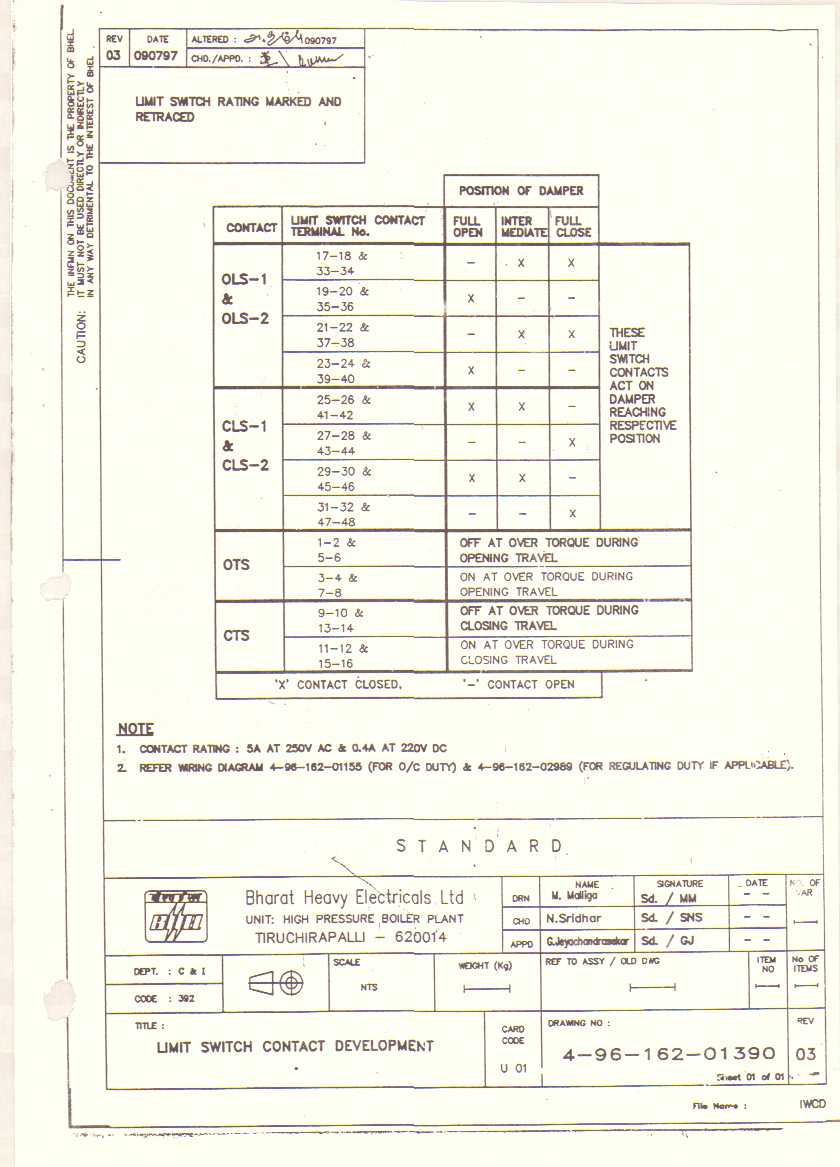 REV DATE ALTERED : 090797
03 090797 CHD./APPD. :
LIMIT SWITCH RATING MARKED AND
RETRACED
CAUTION: THE INFMN ON THIS DOCUMENT IS THE PROPERTY OF BHEL
IT MUST NOT BE USED DIRECTLY OR INDIRECTLY
IN ANY WAY DETRIMENTAL TO THE INTEREST OF BHEL
POSITION OF DAMPER
CONTACT LIMIT SWITCH CONTACT TERMINAL No. FULL OPEN INTER MEDIATE FULL CLOSE
OLS-1 & OLS-2
17-18 & 33-34 - X X
19-20 & 35-36 X - -
21-22 & 37-38 - X X
23-24 & 39-40 X - -
CLS-1 & CLS-2
25-26 & 41-42 X X -
27-28 & 43-44 - - X
29-30 & 45-46 X X -
31-32 & 47-48 - - X
THESE
LIMIT
SWITCH
CONTACTS
ACT ON
DAMPER
REACHING
RESPECTIVE
POSITION
OTS
1-2 & 5-6 OFF AT OVER TORQUE DURING OPENING TRAVEL
3-4 & 7-8 ON AT OVER TORQUE DURING OPENING TRAVEL
CTS
9-10 & 13-14 OFF AT OVER TORQUE DURING CLOSING TRAVEL
11-12 & 15-16 ON AT OVER TORQUE DURING CLOSING TRAVEL
'X' CONTACT CLOSED, '-' CONTACT OPEN
NOTE
1. CONTACT RATING : 5A AT 250V AC & 0.4A AT 220V DC
2. REFER WIRING DIAGRAM 4-96-162-01155 (FOR O/C DUTY) & 4-96-162-02989 (FOR REGULATING DUTY IF APPLICABLE).
STANDARD
Bharat Heavy Electricals Ltd
UNIT: HIGH PRESSURE BOILER PLANT
TIRUCHIRAPALLI - 620014
NAME SIGNATURE DATE NO. OF VAR
DRN M. Malliga Sd. / MM - -
CHD N.Sridhar Sd. / SNS - -
APPD G.Jeyachandrasekar Sd. / GJ - -
DEPT. : C & I
CODE : 392
SCALE
NTS
WEIGHT (Kg)
REF TO ASSY / OLD DWG
ITEM NO
No OF ITEMS
TITLE :
LIMIT SWITCH CONTACT DEVELOPMENT
CARD CODE
U 01
DRAWING NO :
4-96-162-01390
REV
03
Sheet 01 of 01
File Name : IWCD